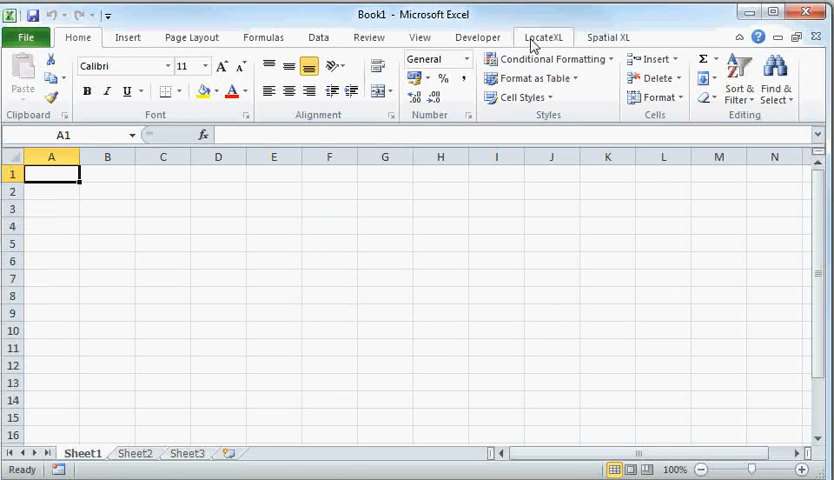 Book1 - Microsoft Excel
File Home Insert Page Layout Formulas Data Review View Developer LocateXL Spatial XL
Calibri 11 General Conditional Formatting Insert Σ
Paste Format as Table Delete Sort & Find &
B I U A $ % , Cell Styles Format Filter Select
Clipboard Font Alignment Number Styles Cells Editing
A1 fx
A B C D E F G H I J K L M N
1
2
3
4
5
6
7
8
9
10
11
12
13
14
15
16
Sheet1 Sheet2 Sheet3
Ready 100%